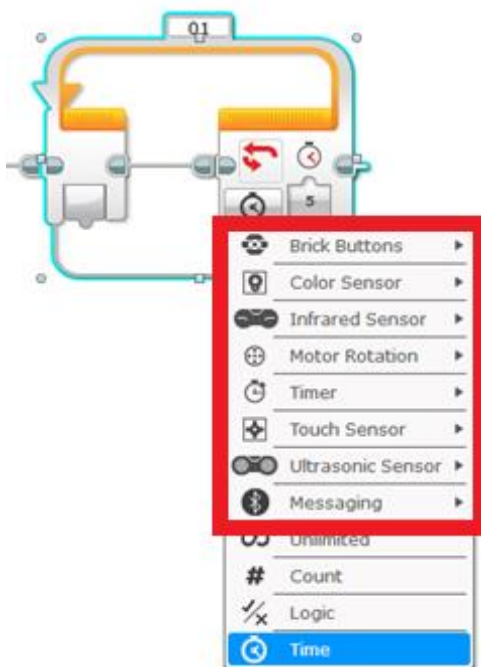 01
5
Brick Buttons
Color Sensor
Infrared Sensor
Motor Rotation
Timer
Touch Sensor
Ultrasonic Sensor
Messaging
Unlimited
# Count
Logic
Time